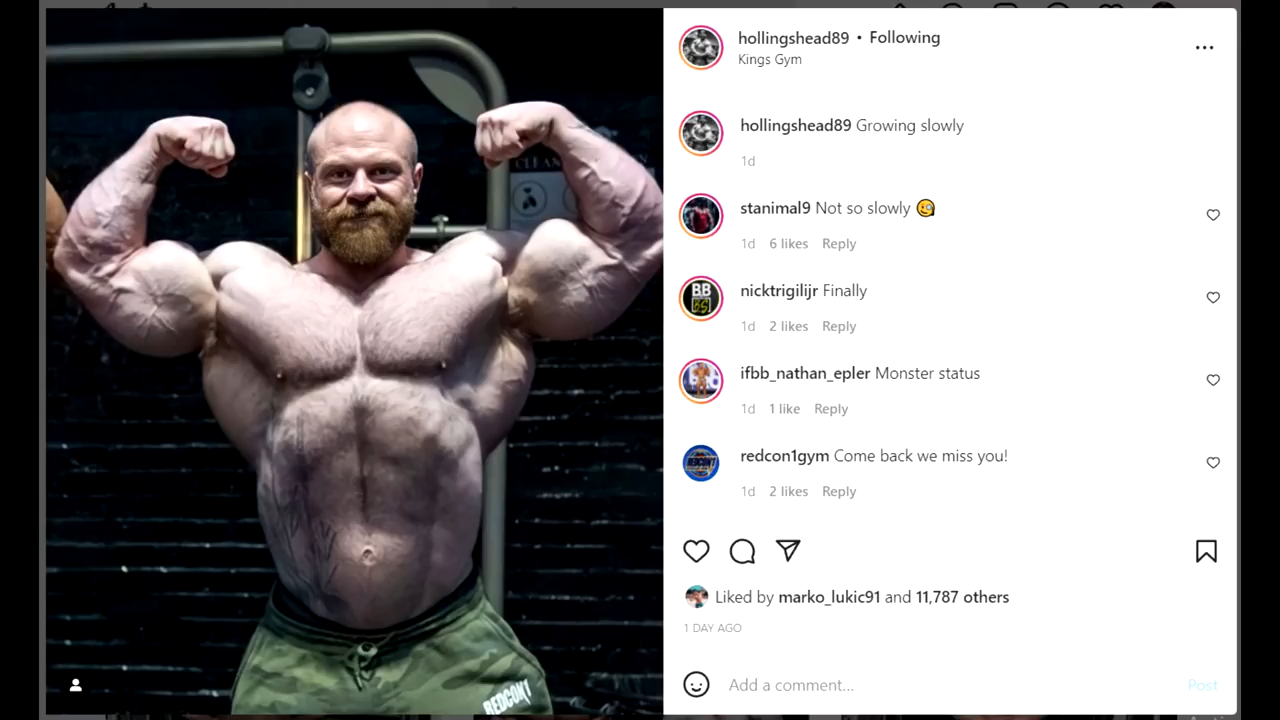 hollingshead89 • Following
Kings Gym
hollingshead89 Growing slowly
1d
stanimal9 Not so slowly 🧐
1d 6 likes Reply
nicktrigilijr Finally
1d 2 likes Reply
ifbb_nathan_epler Monster status
1d 1 like Reply
redcon1gym Come back we miss you!
1d 2 likes Reply
Liked by marko_lukic91 and 11,787 others
1 DAY AGO
Add a comment...
Post
CLEAN
REDCON1